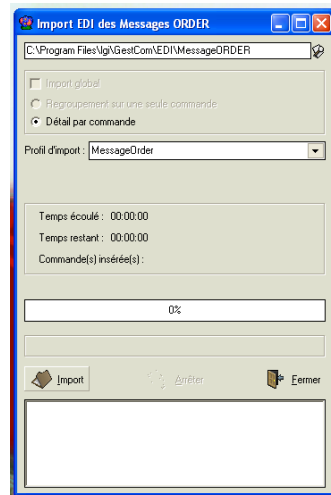 Import EDI des Messages ORDER
C:\Program Files\lgi\GestCom\EDI\MessageORDER
Import global
Regroupement sur une seule commande
Détail par commande
Profil d'import : MessageOrder
Temps écoulé : 00:00:00
Temps restant : 00:00:00
Commande(s) insérée(s) :
0%
Import Arrêter Fermer